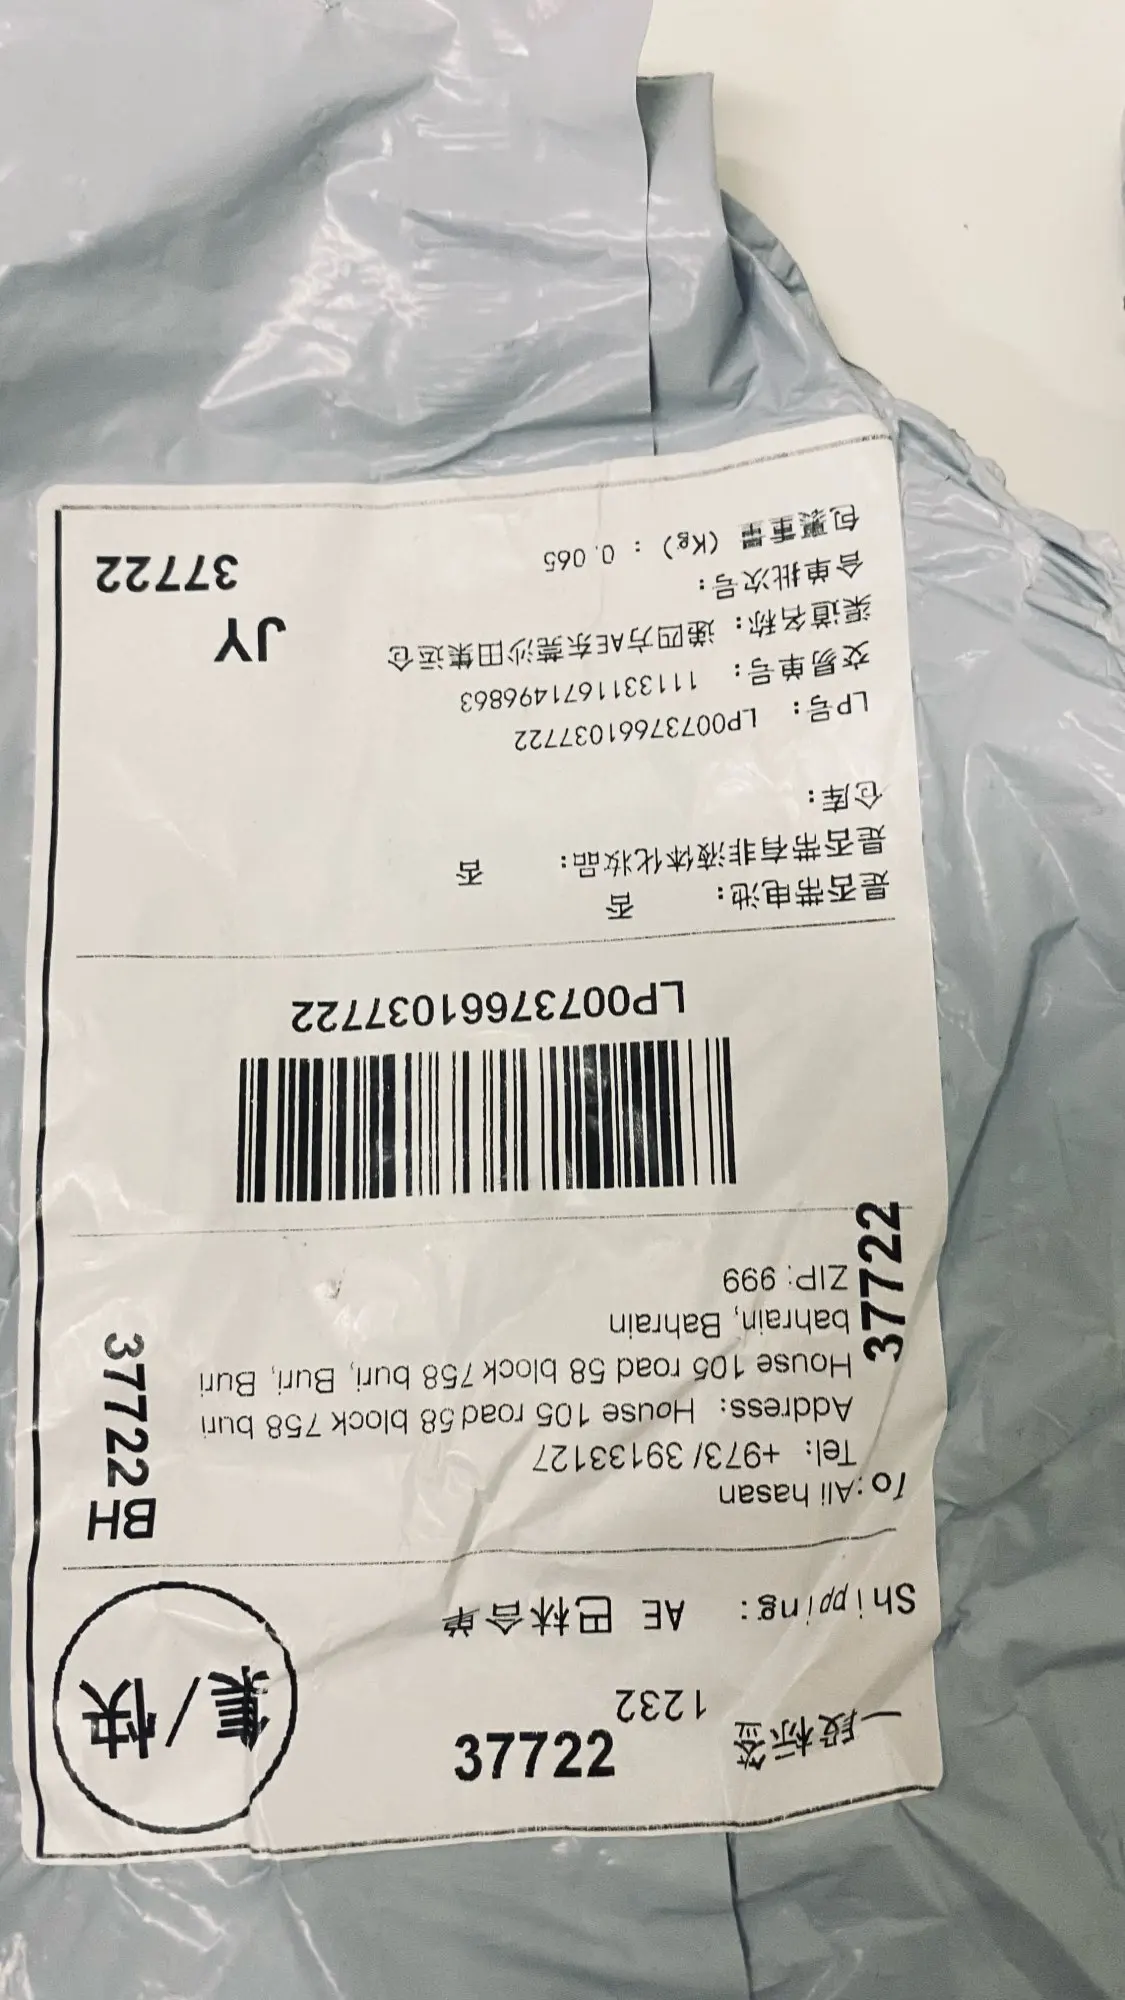 一段标签
37722
1232
集/快
Shipping: AE 巴林合单
To:Ali hasan
Tel: +973/ 39133127
Address: House 105 road 58 block 758 buri
House 105 road 58 block 758 buri, Buri, Buri
bahrain, Bahrain
ZIP: 999
37722
37722BH
LP00737661037722
是否带电池: 否
是否带有非液体化妆品: 否
仓库:
LP号: LP00737661037722
交易单号: 1113311671496863
渠道名称: 递四方AE东莞沙田集运仓
合单批次号:
包裹重量 (Kg) : 0.065
JY
37722